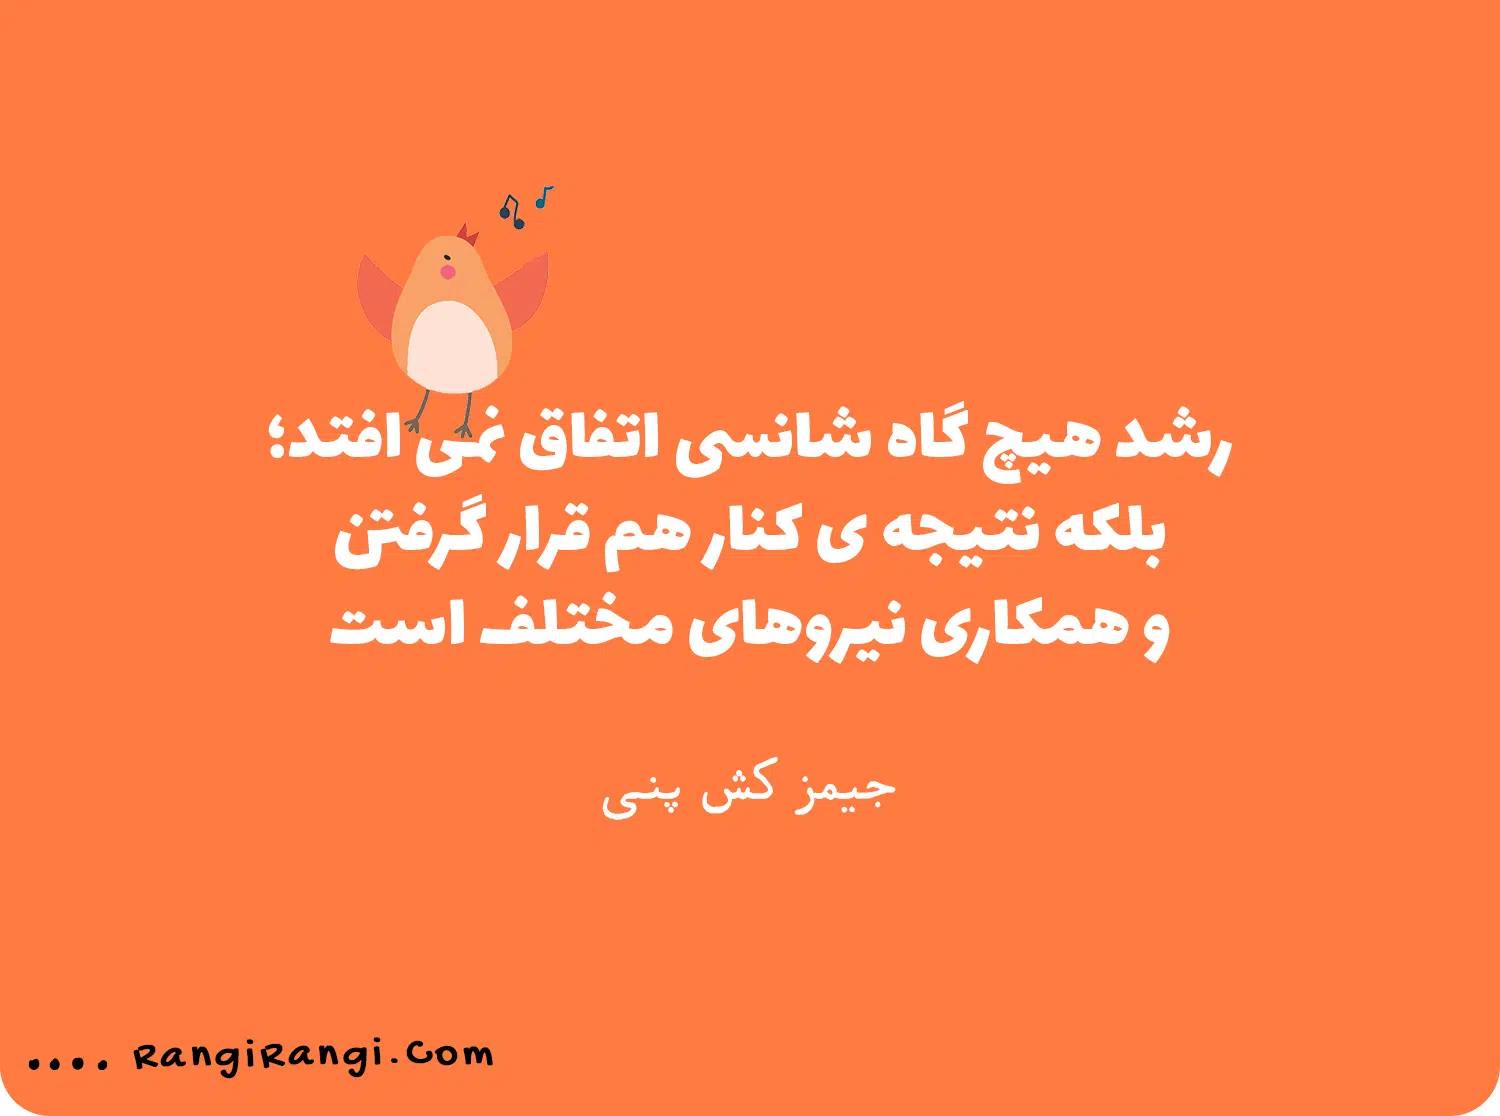 رشد هیچ گاه شانسی اتفاق نمی افتد؛
بلکه نتیجه ی کنار هم قرار گرفتن
و همکاری نیروهای مختلف است
جیمز کش پنی
.... RangiRangi.com